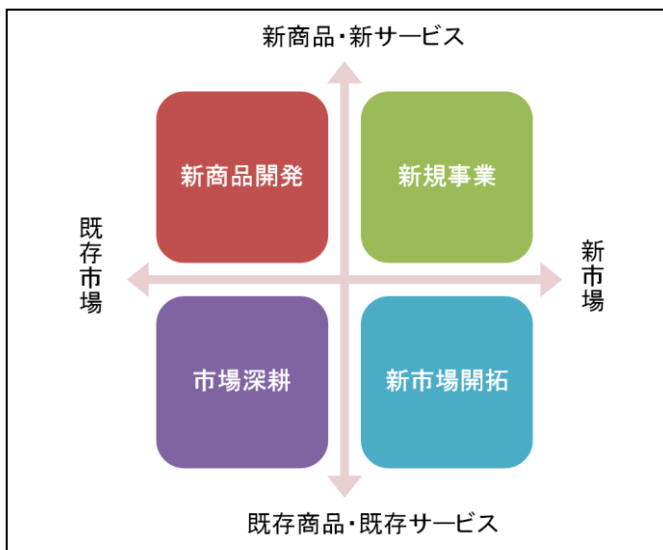 新商品・新サービス
新商品開発
新規事業
既存市場
新市場
市場深耕
新市場開拓
既存商品・既存サービス